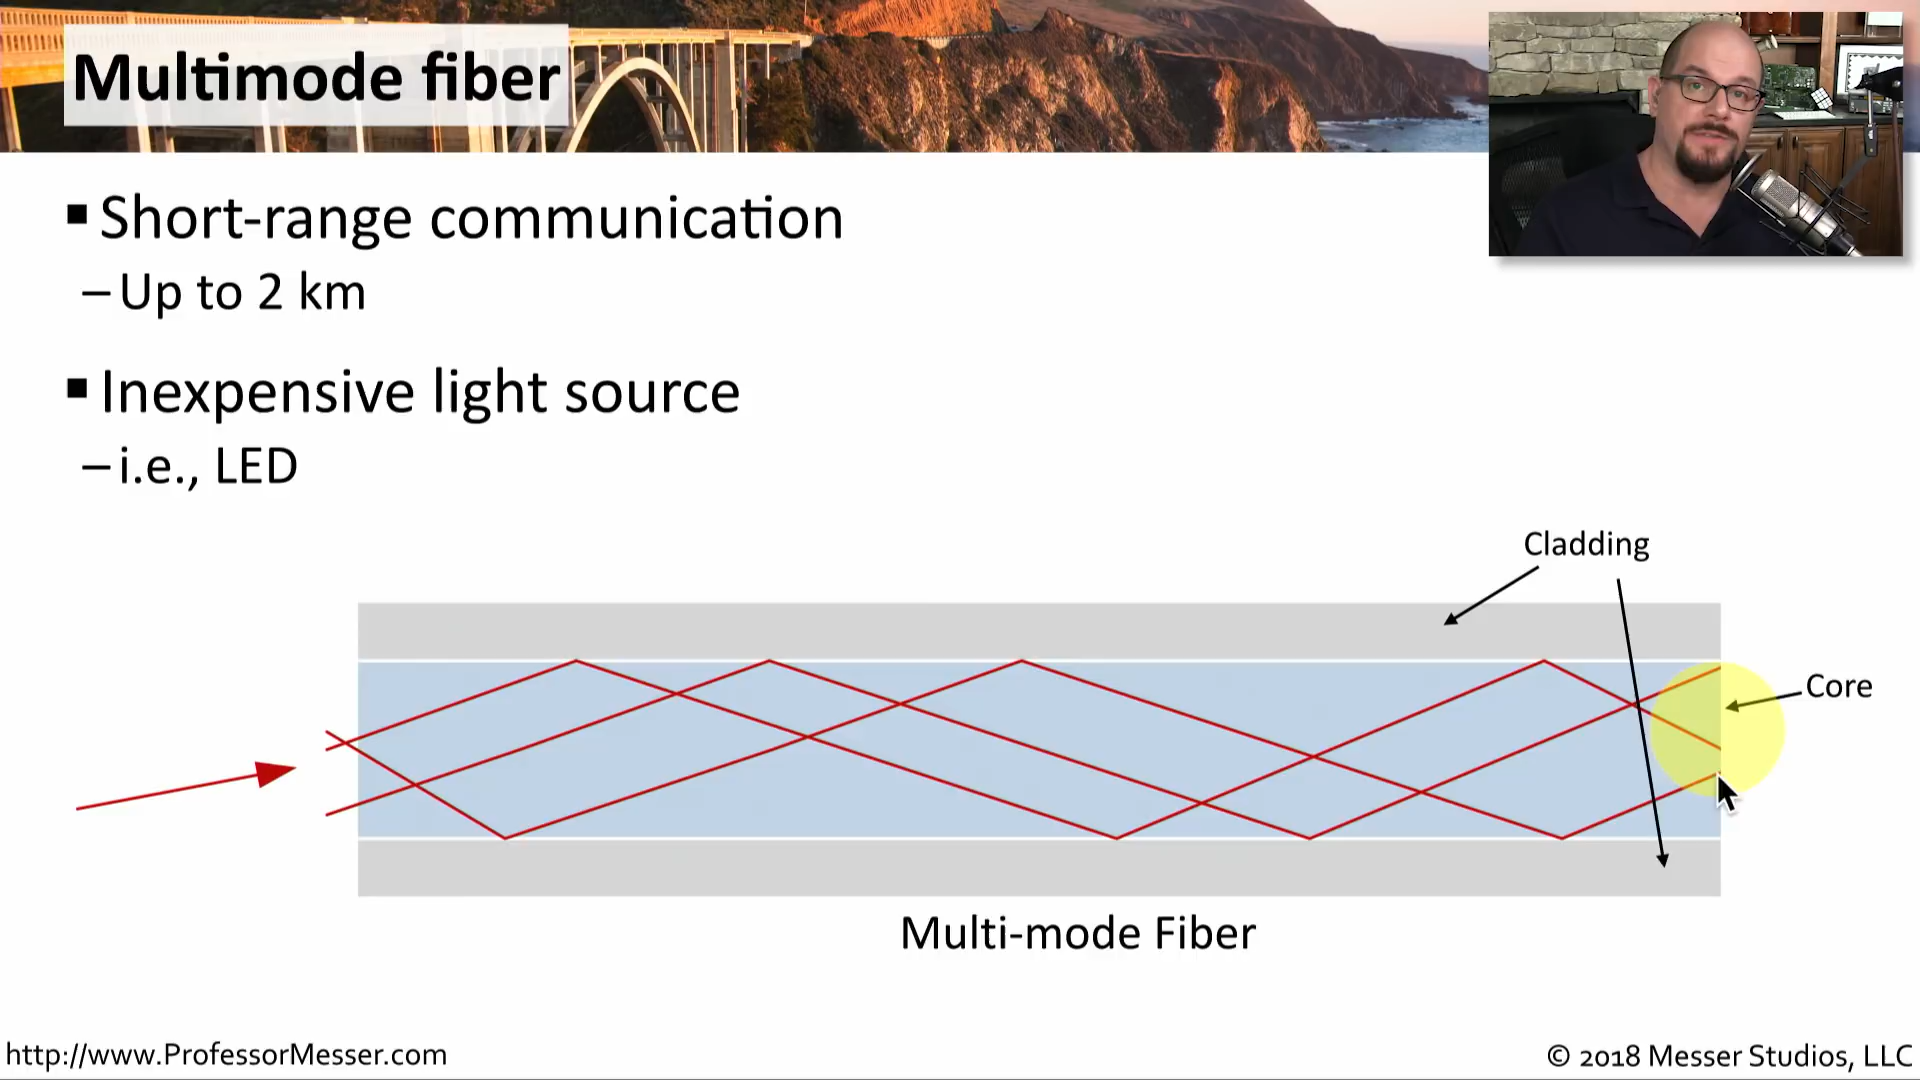 Multimode fiber
▪ Short-range communication
– Up to 2 km
▪ Inexpensive light source
– i.e., LED
Cladding
Core
Multi-mode Fiber
http://www.ProfessorMesser.com
© 2018 Messer Studios, LLC